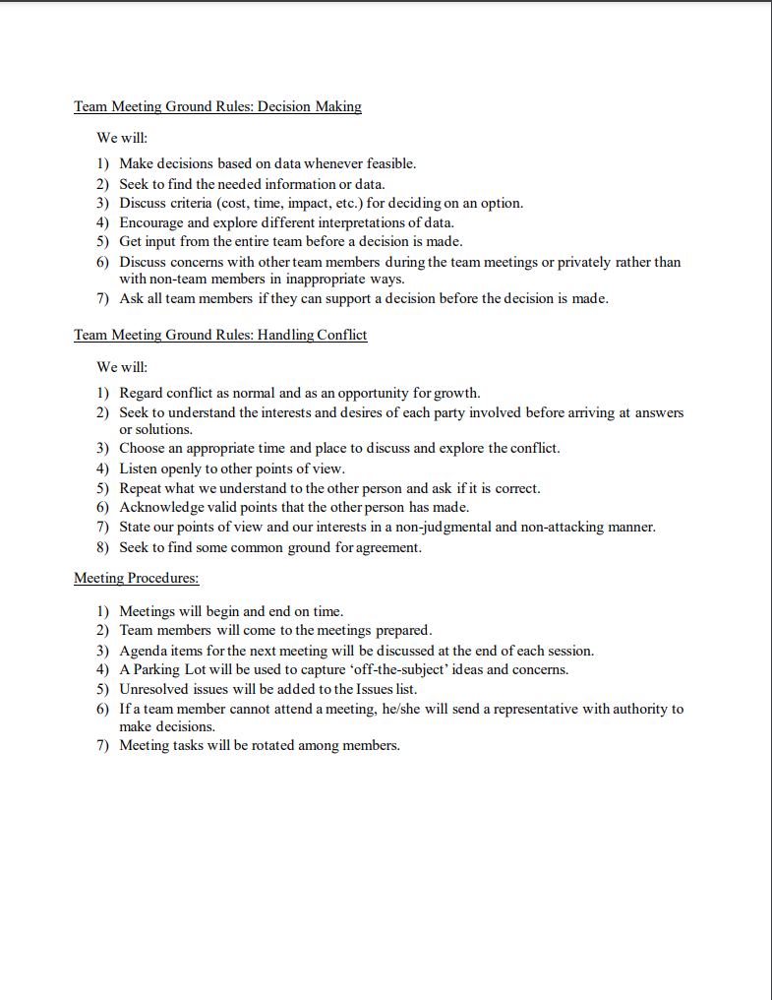 Team Meeting Ground Rules: Decision Making
We will:
1) Make decisions based on data whenever feasible.
2) Seek to find the needed information or data.
3) Discuss criteria (cost, time, impact, etc.) for deciding on an option.
4) Encourage and explore different interpretations of data.
5) Get input from the entire team before a decision is made.
6) Discuss concerns with other team members during the team meetings or privately rather than
with non-team members in inappropriate ways.
7) Ask all team members if they can support a decision before the decision is made.
Team Meeting Ground Rules: Handling Conflict
We will:
1) Regard conflict as normal and as an opportunity for growth.
2) Seek to understand the interests and desires of each party involved before arriving at answers
or solutions.
3) Choose an appropriate time and place to discuss and explore the conflict.
4) Listen openly to other points of view.
5) Repeat what we understand to the other person and ask if it is correct.
6) Acknowledge valid points that the other person has made.
7) State our points of view and our interests in a non-judgmental and non-attacking manner.
8) Seek to find some common ground for agreement.
Meeting Procedures:
1) Meetings will begin and end on time.
2) Team members will come to the meetings prepared.
3) Agenda items for the next meeting will be discussed at the end of each session.
4) A Parking Lot will be used to capture ‘off-the-subject’ ideas and concerns.
5) Unresolved issues will be added to the Issues list.
6) If a team member cannot attend a meeting, he/she will send a representative with authority to
make decisions.
7) Meeting tasks will be rotated among members.